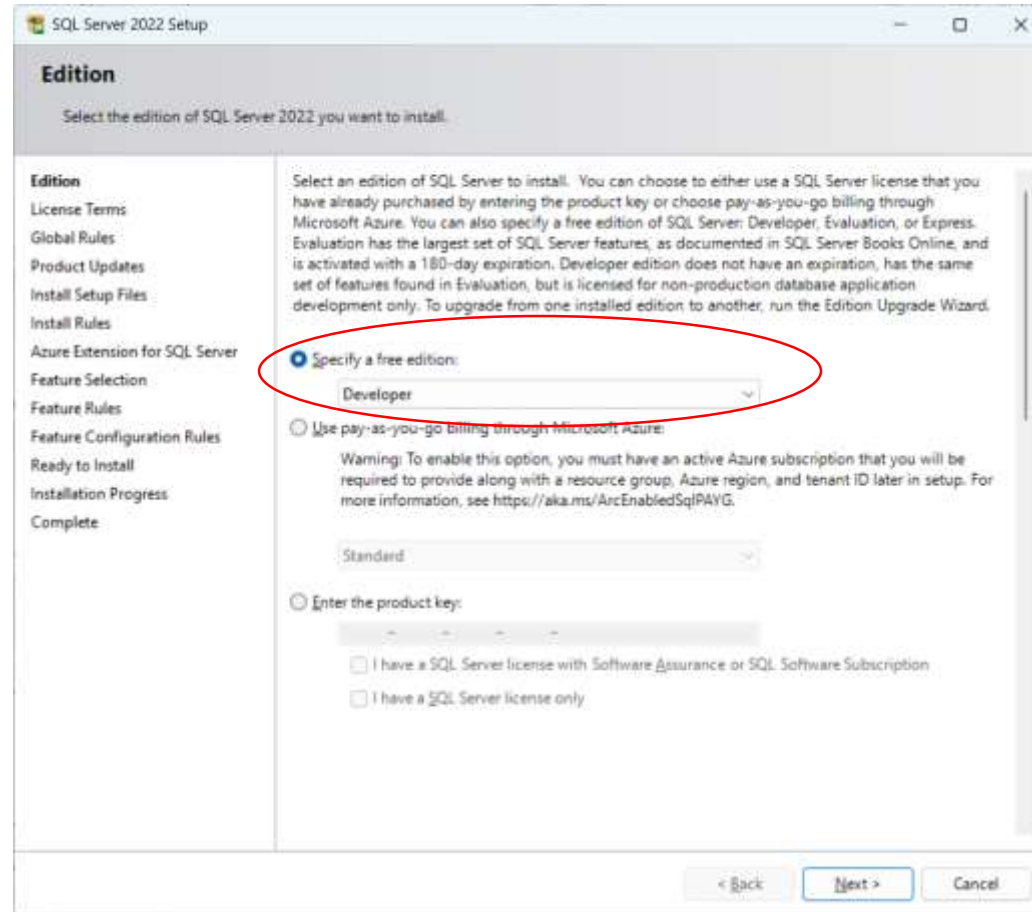 SQL Server 2022 Setup
Edition
Select the edition of SQL Server 2022 you want to install.
Edition
License Terms
Global Rules
Product Updates
Install Setup Files
Install Rules
Azure Extension for SQL Server
Feature Selection
Feature Rules
Feature Configuration Rules
Ready to Install
Installation Progress
Complete
Select an edition of SQL Server to install. You can choose to either use a SQL Server license that you
have already purchased by entering the product key or choose pay-as-you-go billing through
Microsoft Azure. You can also specify a free edition of SQL Server: Developer, Evaluation, or Express.
Evaluation has the largest set of SQL Server features, as documented in SQL Server Books Online, and
is activated with a 180-day expiration. Developer edition does not have an expiration, has the same
set of features found in Evaluation, but is licensed for non-production database application
development only. To upgrade from one installed edition to another, run the Edition Upgrade Wizard.
Specify a free edition:
Developer
Use pay-as-you-go billing through Microsoft Azure:
Warning: To enable this option, you must have an active Azure subscription that you will be
required to provide along with a resource group, Azure region, and tenant ID later in setup. For
more information, see https://aka.ms/ArcEnabledSqlPAYG.
Standard
Enter the product key:
- - - -
I have a SQL Server license with Software Assurance or SQL Software Subscription
I have a SQL Server license only
< Back
Next >
Cancel